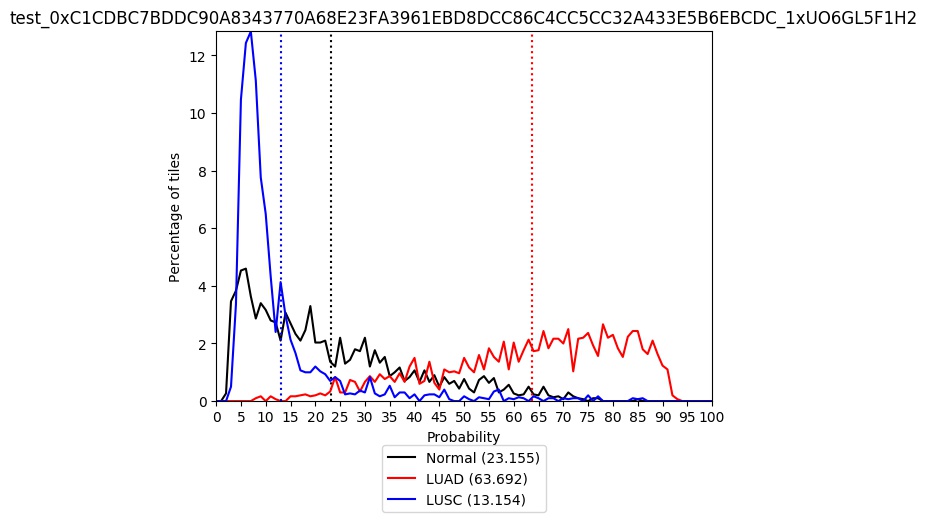 test_0xC1CDBC7BDDC90A8343770A68E23FA3961EBD8DCC86C4CC5CC32A433E5B6EBCDC_1xUO6GL5F1H2
12
10
8
6
4
2
0
Percentage of tiles
0 5 10 15 20 25 30 35 40 45 50 55 60 65 70 75 80 85 90 95 100
Probability
Normal (23.155)
LUAD (63.692)
LUSC (13.154)